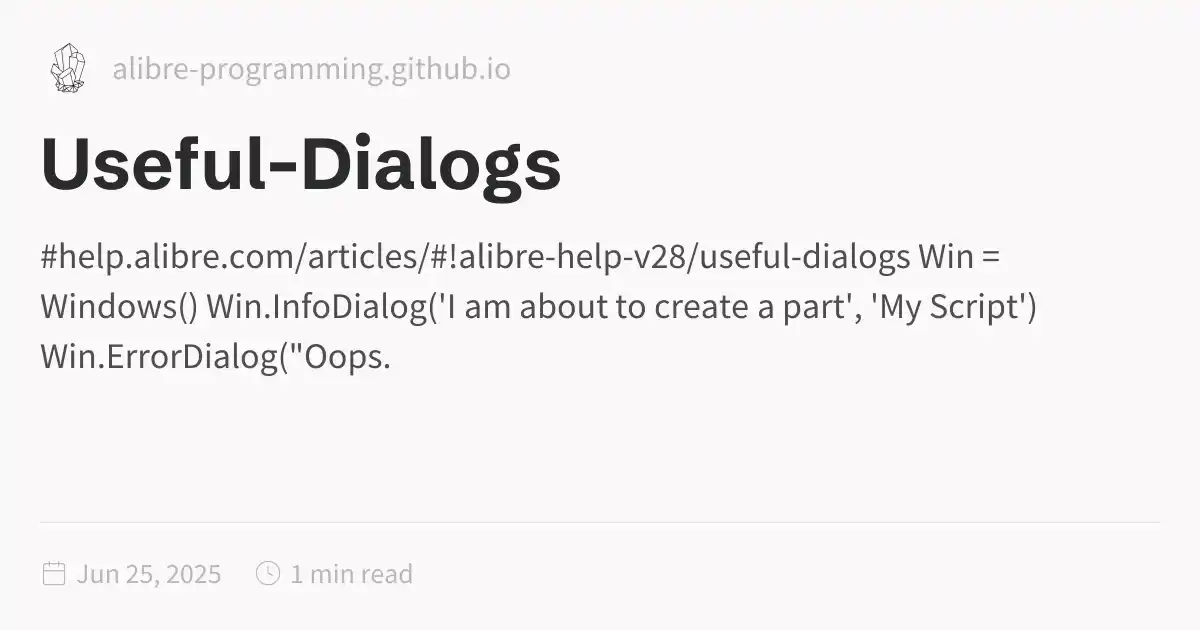 alibre-programming.github.io
Useful-Dialogs
#help.alibre.com/articles/#!alibre-help-v28/useful-dialogs Win =
Windows() Win.InfoDialog('I am about to create a part', 'My Script')
Win.ErrorDialog("Oops.
Jun 25, 2025 1 min read